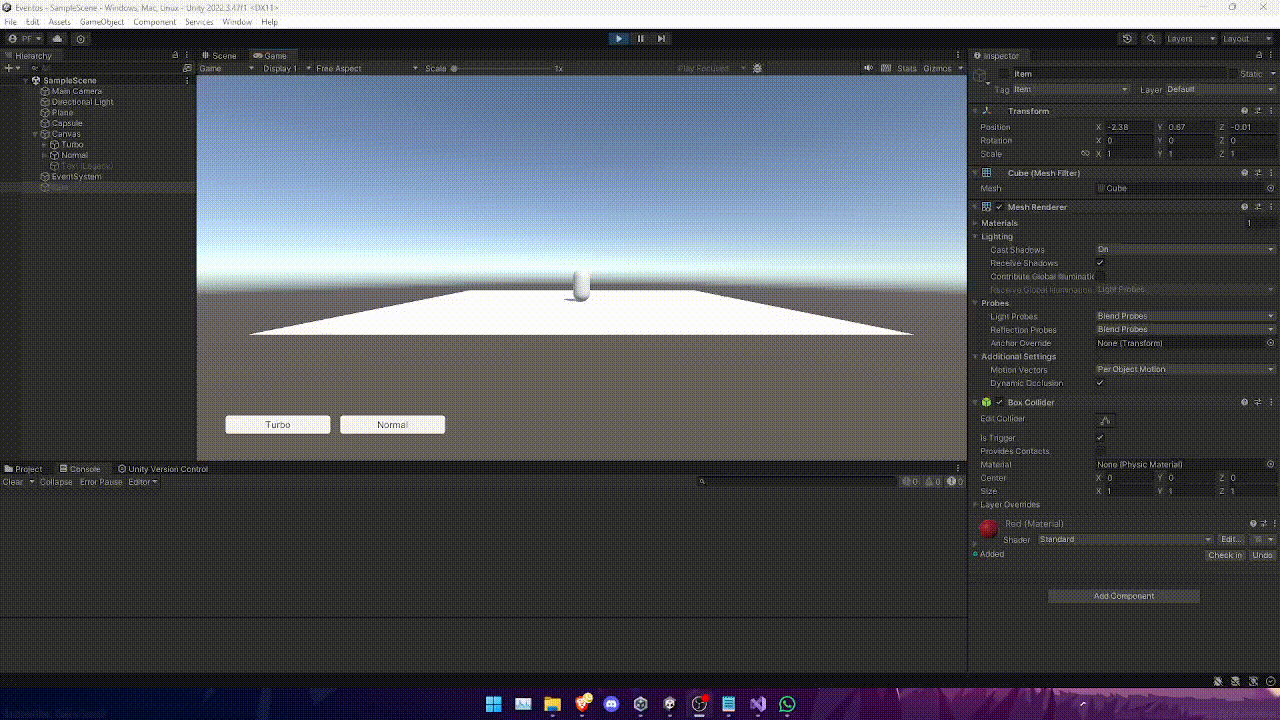 Eventos - SampleScene - Windows, Mac, Linux - Unity 2022.3.47f1 <DX11>
File Edit Assets GameObject Component Services Window Help
PF Layers Layout
Hierarchy Scene Game Inspector
All Game Display 1 Free Aspect Scale 1x Play Focused Stats Gizmos Item Static
SampleScene
Tag Item Layer Default
Main Camera
Directional Light
Plane
Capsule
Canvas
Turbo
Normal
Text (Legacy)
EventSystem
Item
Transform
Position X -2.38 Y 0.67 Z -0.01
Rotation X 0 Y 0 Z 0
Scale X 1 Y 1 Z 1
Cube (Mesh Filter)
Mesh Cube
Mesh Renderer
Materials 1
Lighting
Cast Shadows On
Receive Shadows
Contribute Global Illuminatio
Receive Global Illumination Light Probes
Probes
Light Probes Blend Probes
Reflection Probes Blend Probes
Anchor Override None (Transform)
Additional Settings
Motion Vectors Per Object Motion
Dynamic Occlusion
Box Collider
Edit Collider
Is Trigger
Provides Contacts
Material None (Physic Material)
Center X 0 Y 0 Z 0
Size X 1 Y 1 Z 1
Layer Overrides
Red (Material)
Shader Standard Edit...
Added Check in Undo
Add Component
Turbo Normal
Project Console Unity Version Control
Clear Collapse Error Pause Editor 0 0 0